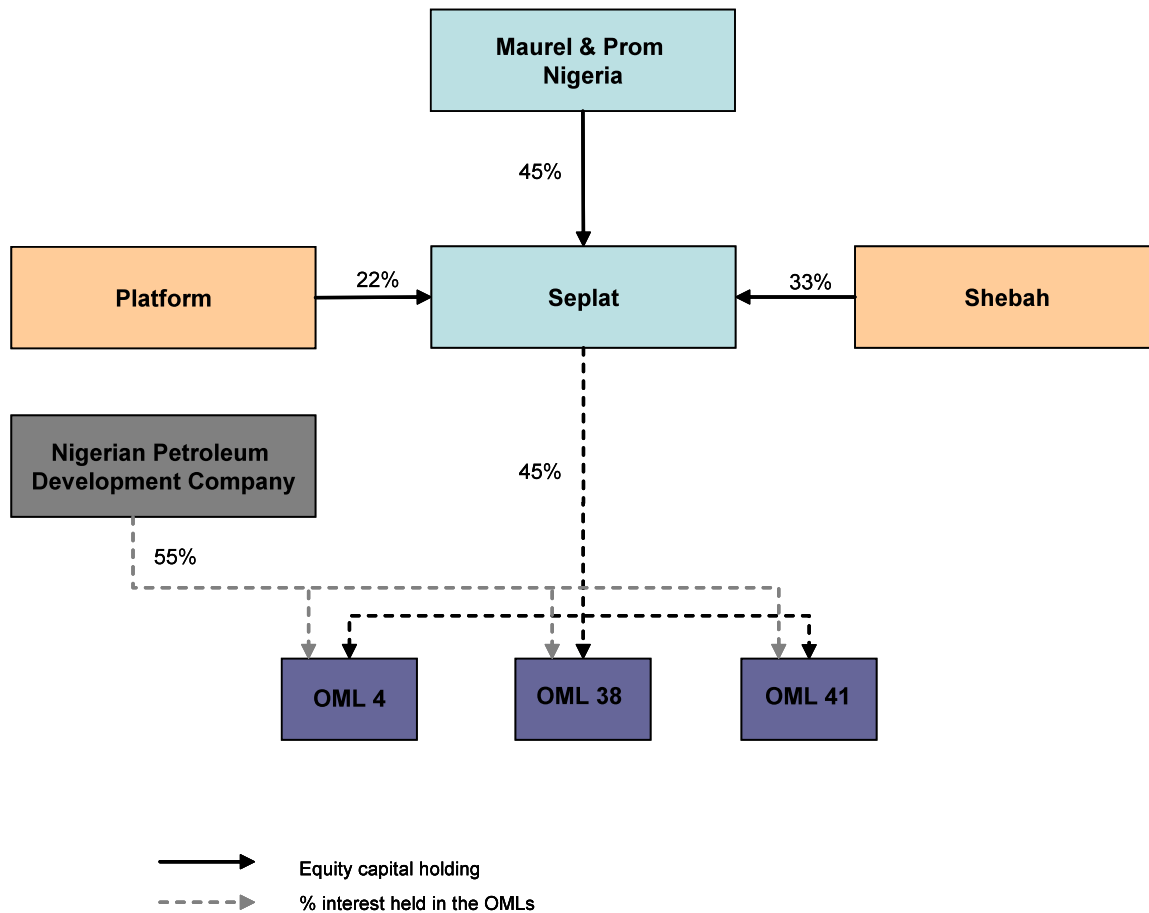 Maurel & Prom
Nigeria
45%
Platform
22%
Seplat
33%
Shebah
Nigerian Petroleum
Development Company
45%
55%
OML 4
OML 38
OML 41
Equity capital holding
% interest held in the OMLs